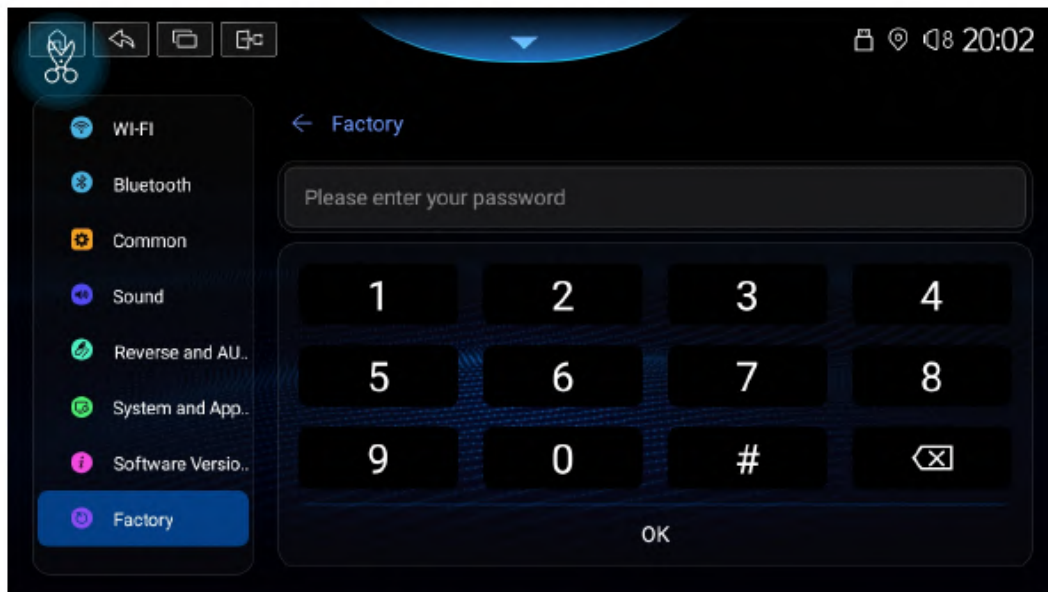 8 20:02
WI-FI
Bluetooth
Common
Sound
Reverse and AU..
System and App..
Software Versio..
Factory
Factory
Please enter your password
1 2 3 4
5 6 7 8
9 0 #
OK